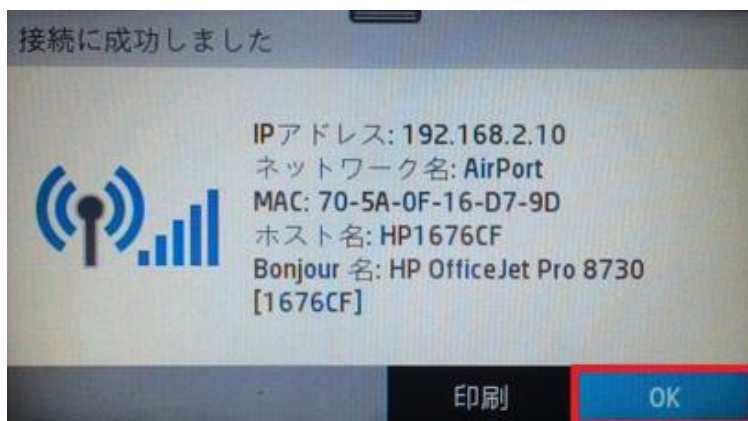 接続に成功しました
IPアドレス: 192.168.2.10
ネットワーク名: AirPort
MAC: 70-5A-0F-16-D7-9D
ホスト名: HP1676CF
Bonjour 名: HP OfficeJet Pro 8730
[1676CF]
印刷
OK